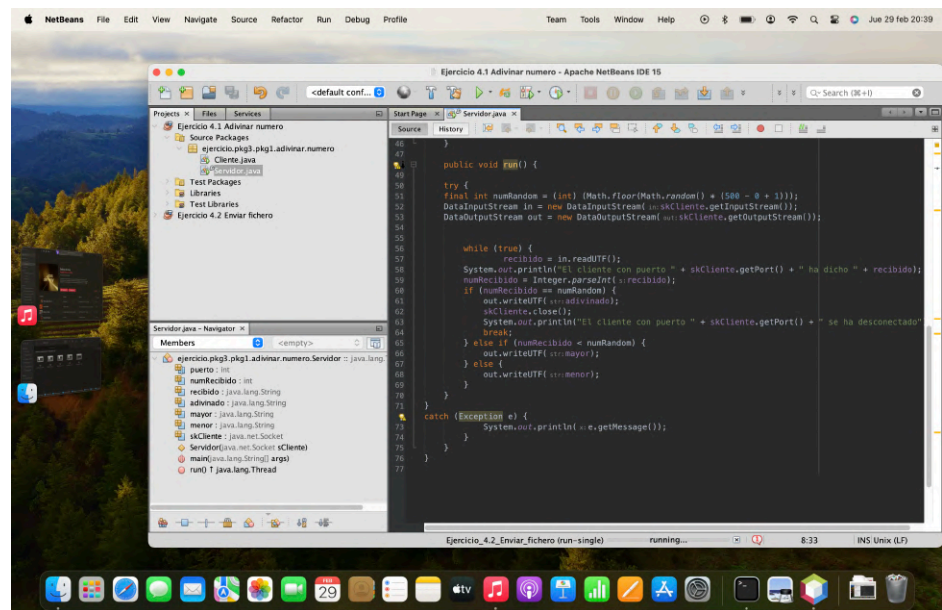 NetBeans File Edit View Navigate Source Refactor Run Debug Profile Team Tools Window Help Jue 29 feb 20:39
Ejercicio 4.1 Adivinar numero - Apache NetBeans IDE 15
<default conf... Search (⌘+I)
Projects Files Services
Ejercicio 4.1 Adivinar numero
Source Packages
ejercicio.pkg3.pkg1.adivinar.numero
Cliente.java
Servidor.java
Test Packages
Libraries
Test Libraries
Ejercicio 4.2 Enviar fichero
Servidor.java - Navigator
Members <empty>
ejercicio.pkg3.pkg1.adivinar.numero.Servidor :: java.lang.
puerto : int
numRecibido : int
recibido : java.lang.String
adivinado : java.lang.String
mayor : java.lang.String
menor : java.lang.String
skCliente : java.net.Socket
Servidor(java.net.Socket sCliente)
main(java.lang.String[] args)
run() ↑ java.lang.Thread
Start Page Servidor.java
Source History
46 }
47
public void run() {
49
50 try {
51 final int numRandom = (int) (Math.floor(Math.random() + (500 - 0 + 1)));
52 DataInputStream in = new DataInputStream( in:skCliente.getInputStream());
53 DataOutputStream out = new DataOutputStream( out:skCliente.getOutputStream());
54
55
56 while (true) {
57 recibido = in.readUTF();
58 System.out.println("El cliente con puerto " + skCliente.getPort() + " ha dicho " + recibido);
59 numRecibido = Integer.parseInt( s:recibido);
60 if (numRecibido == numRandom) {
61 out.writeUTF( str:adivinado);
62 skCliente.close();
63 System.out.println("El cliente con puerto " + skCliente.getPort() + " se ha desconectado"
64 break;
65 } else if (numRecibido < numRandom) {
66 out.writeUTF( str:mayor);
67 } else {
68 out.writeUTF( str:menor);
69 }
70 }
71 }
catch (Exception e) {
73 System.out.println( x:e.getMessage());
74 }
75 }
76 }
77
Ejercicio_4.2_Enviar_fichero (run-single) running... 8:33 INS Unix (LF)
FEB
29
tv